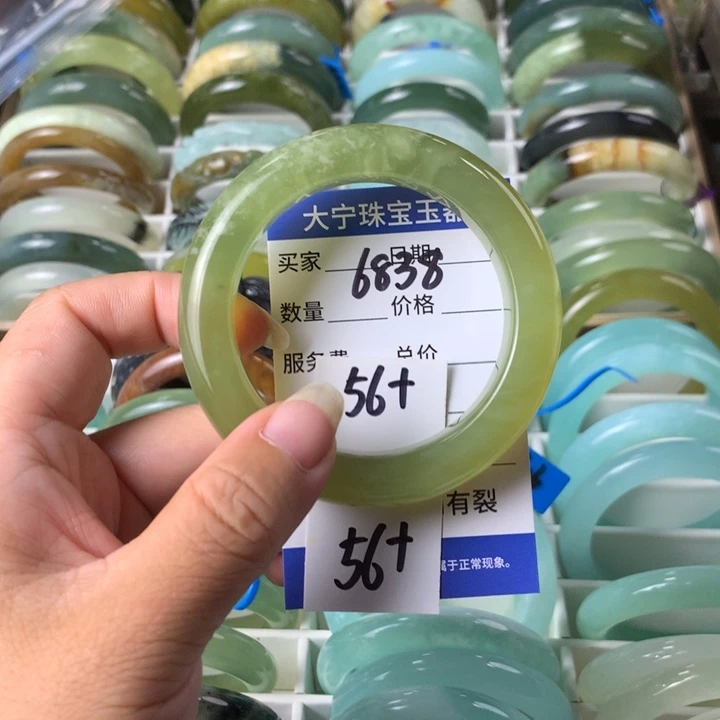 大宁珠宝玉器
买家 日期
6838
数量 价格
服务费 总价
56+
有裂
56+
属于正常现象。